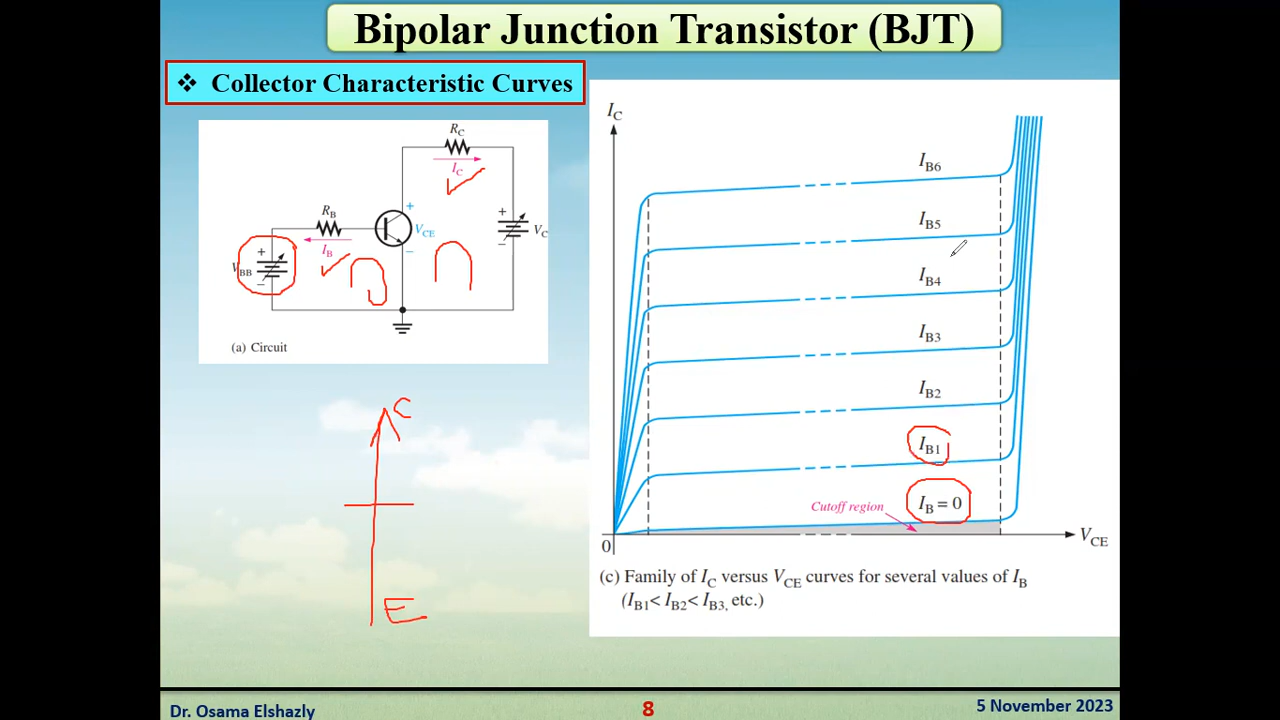 Bipolar Junction Transistor (BJT)
❖ Collector Characteristic Curves
RC
IC
RB
IB
+
VCE
−
+
VBB
−
+
VC
−
(a) Circuit
C
E
IC
IB6
IB5
IB4
IB3
IB2
IB1
Cutoff region
IB = 0
0
VCE
(c) Family of IC versus VCE curves for several values of IB
(IB1< IB2< IB3, etc.)
Dr. Osama Elshazly
8
5 November 2023